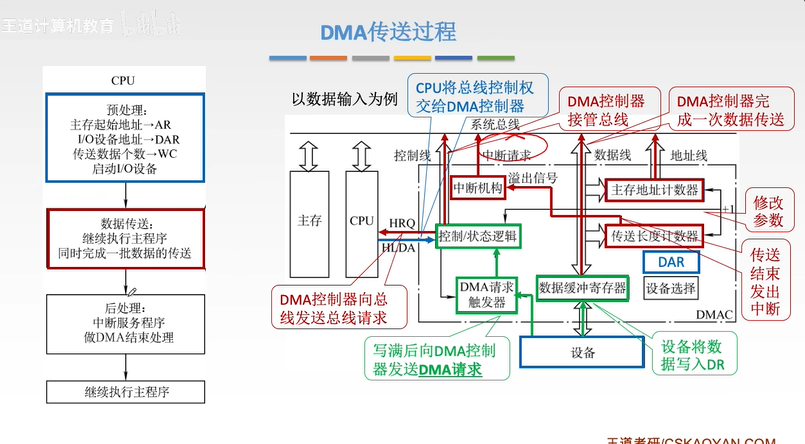 王道计算机教育
DMA传送过程
CPU
预处理：
主存起始地址→AR
I/O设备地址→DAR
传送数据个数→WC
启动I/O设备
数据传送：
继续执行主程序
同时完成一批数据的传送
后处理：
中断服务程序
做DMA结束处理
继续执行主程序
以数据输入为例
CPU将总线控制权
交给DMA控制器
DMA控制器
接管总线
DMA控制器完
成一次数据传送
系统总线
控制线
中断请求
数据线
地址线
溢出信号
中断机构
主存地址计数器
+1
修改
参数
主存
CPU
HRQ
HLDA
控制/状态逻辑
传送长度计数器
DAR
设备选择
传送
结束
发出
中断
DMA请求
触发器
数据缓冲寄存器
DMAC
DMA控制器向总
线发送总线请求
写满后向DMA控制
器发送DMA请求
设备
设备将数
据写入DR
王道考研/CSKAOYAN.COM